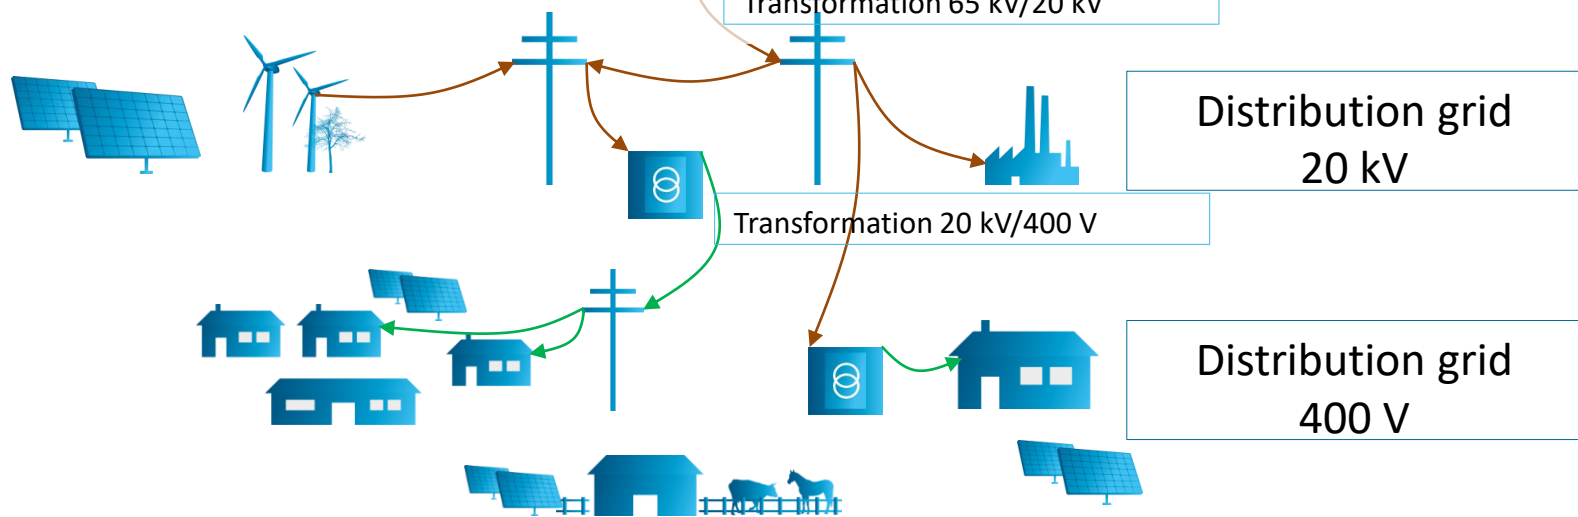 Transformation 65 kV/20 kV
Distribution grid
20 kV
Transformation 20 kV/400 V
Distribution grid
400 V